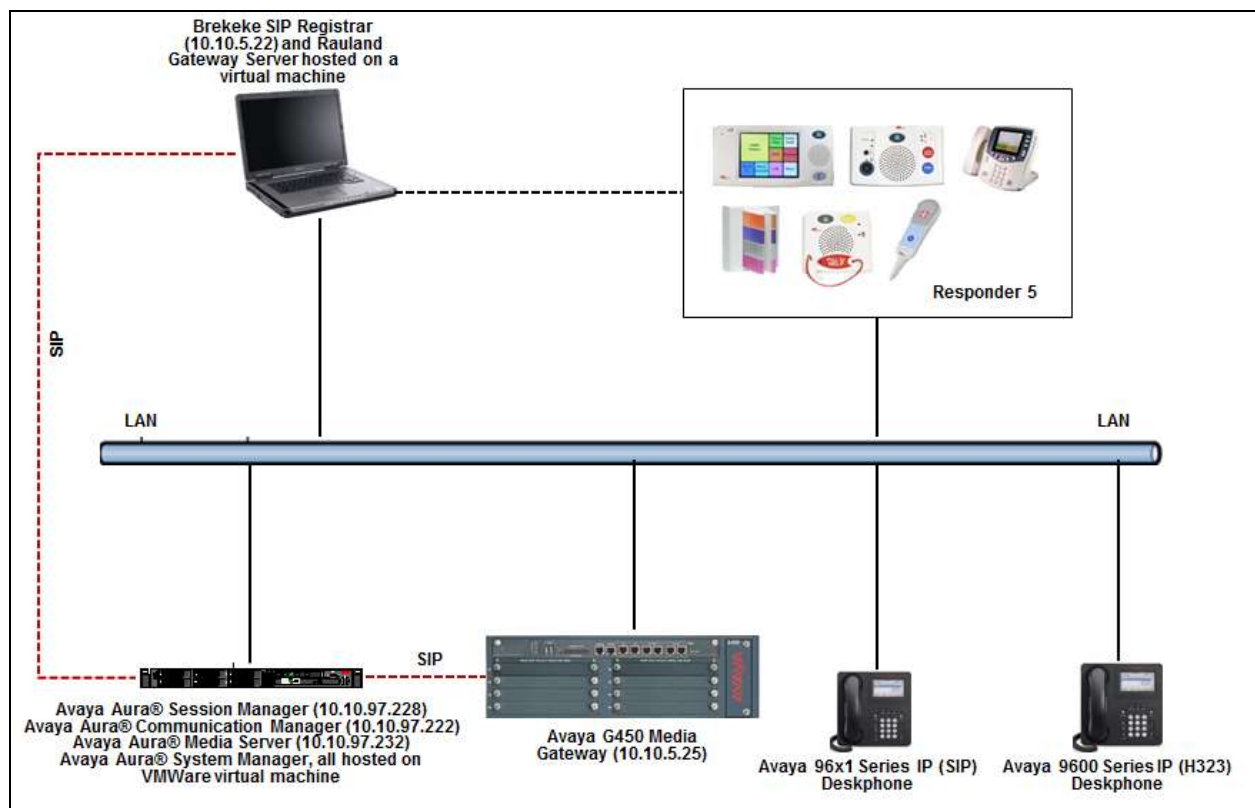 Brekeke SIP Registrar
(10.10.5.22) and Rauland
Gateway Server hosted on a
virtual machine
Responder 5
SIP
LAN
LAN
SIP
AVAYA
Avaya Aura® Session Manager (10.10.97.228)
Avaya Aura® Communication Manager (10.10.97.222)
Avaya Aura® Media Server (10.10.97.232)
Avaya Aura® System Manager, all hosted on
VMWare virtual machine
Avaya G450 Media
Gateway (10.10.5.25)
Avaya 96x1 Series IP (SIP)
Deskphone
Avaya 9600 Series IP (H323)
Deskphone